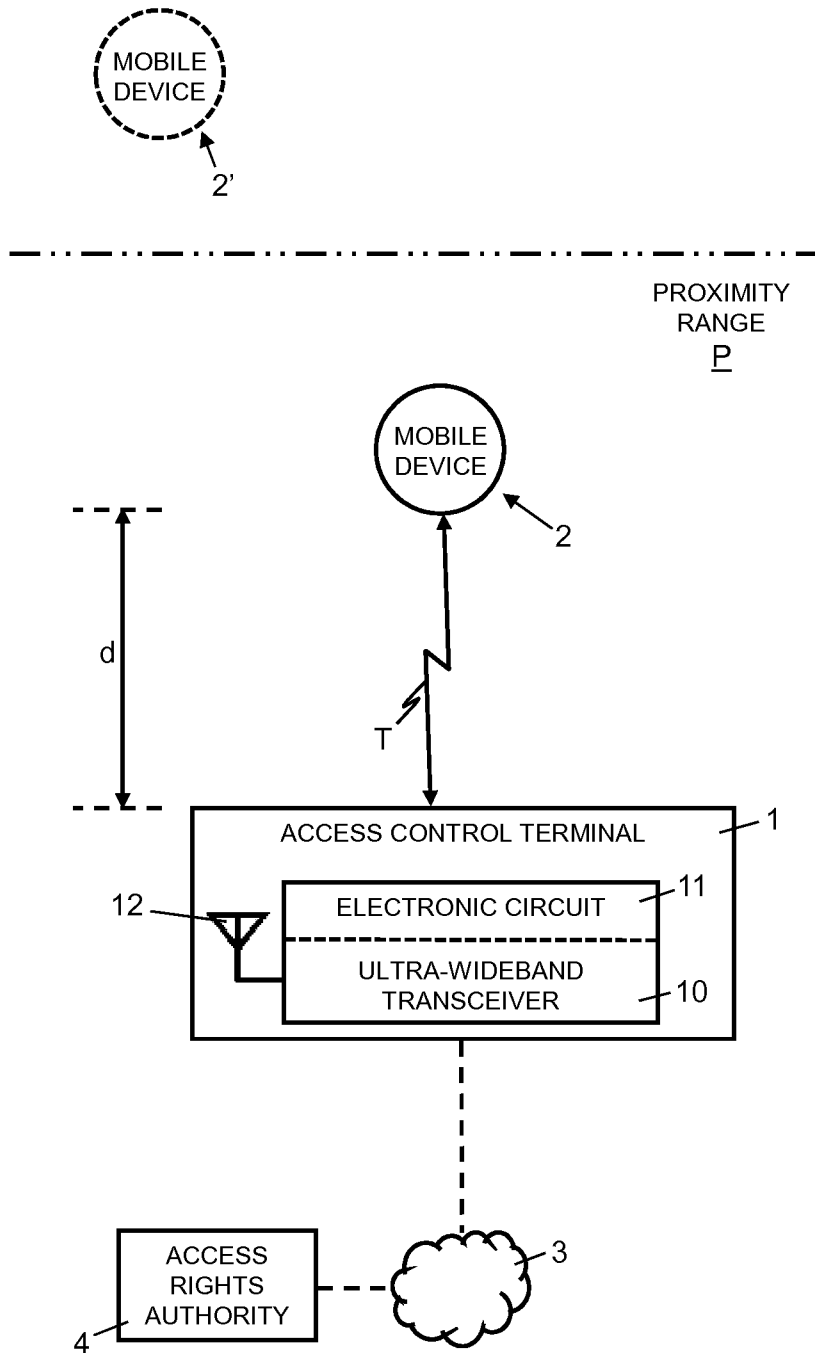 MOBILE
DEVICE
2'
PROXIMITY
RANGE
P
MOBILE
DEVICE
2
d
T
1
ACCESS CONTROL TERMINAL
12
11
ELECTRONIC CIRCUIT
ULTRA-WIDEBAND
TRANSCEIVER
10
3
ACCESS
RIGHTS
AUTHORITY
4